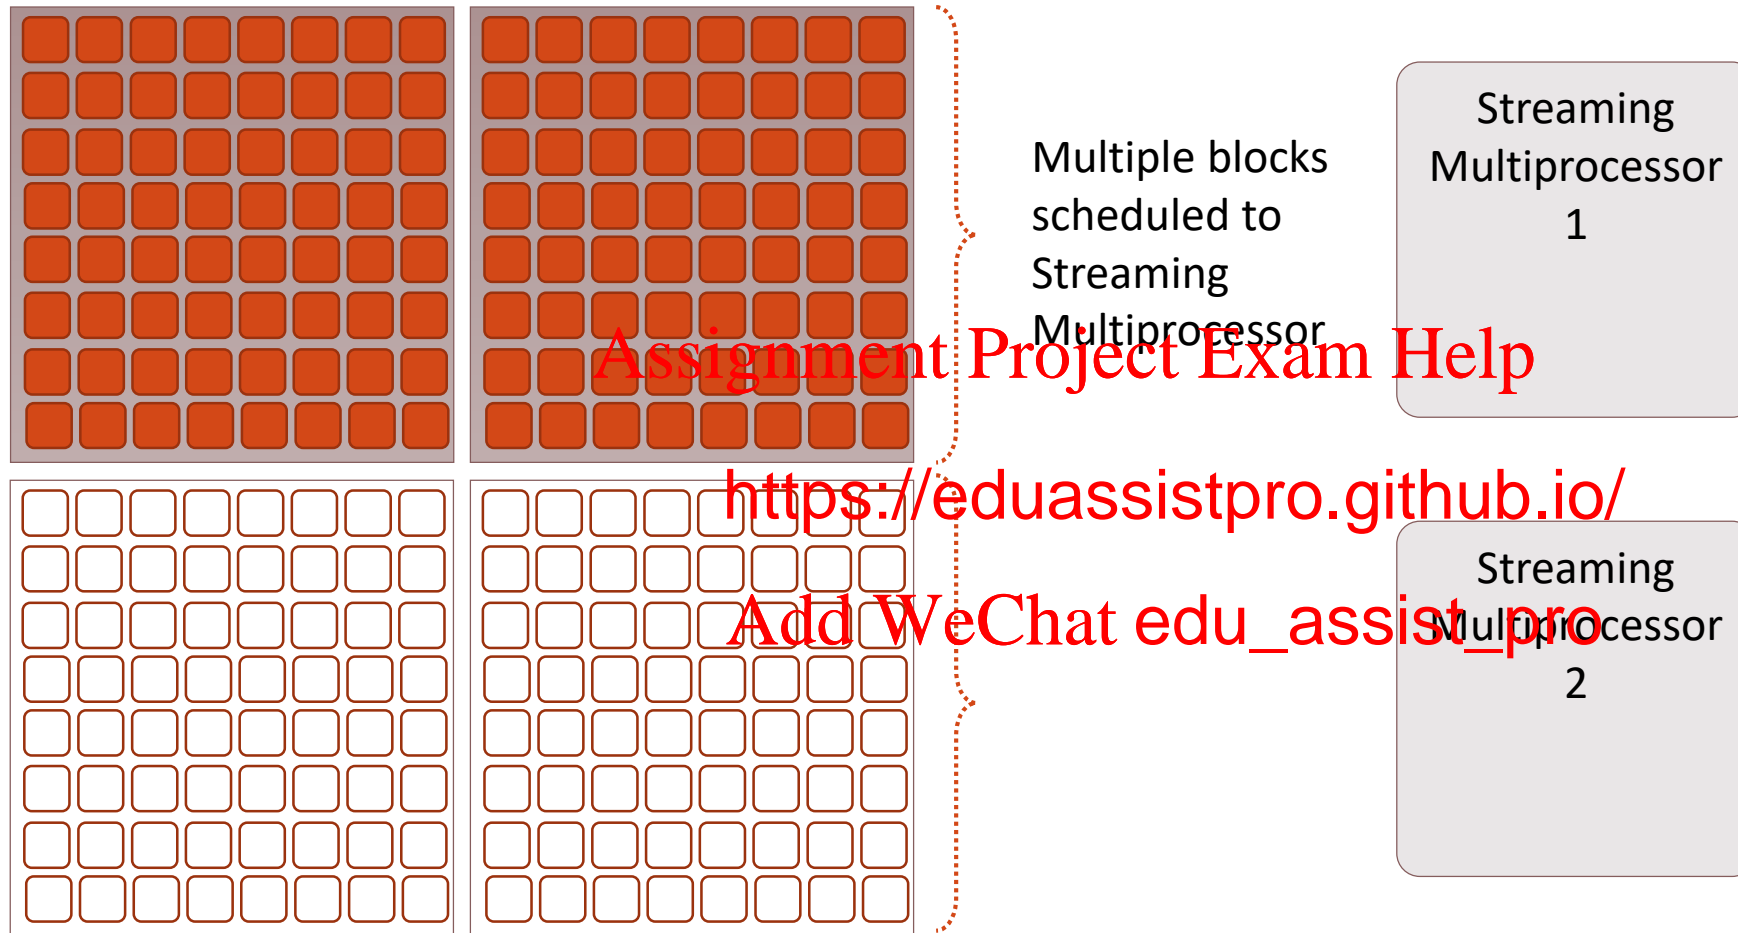 Multiple blocks
scheduled to
Streaming
Multiprocessor
Streaming
Multiprocessor
1
Assignment Project Exam Help
https://eduassistpro.github.io/
Add WeChat edu_assist_pro
Streaming
Multiprocessor
2